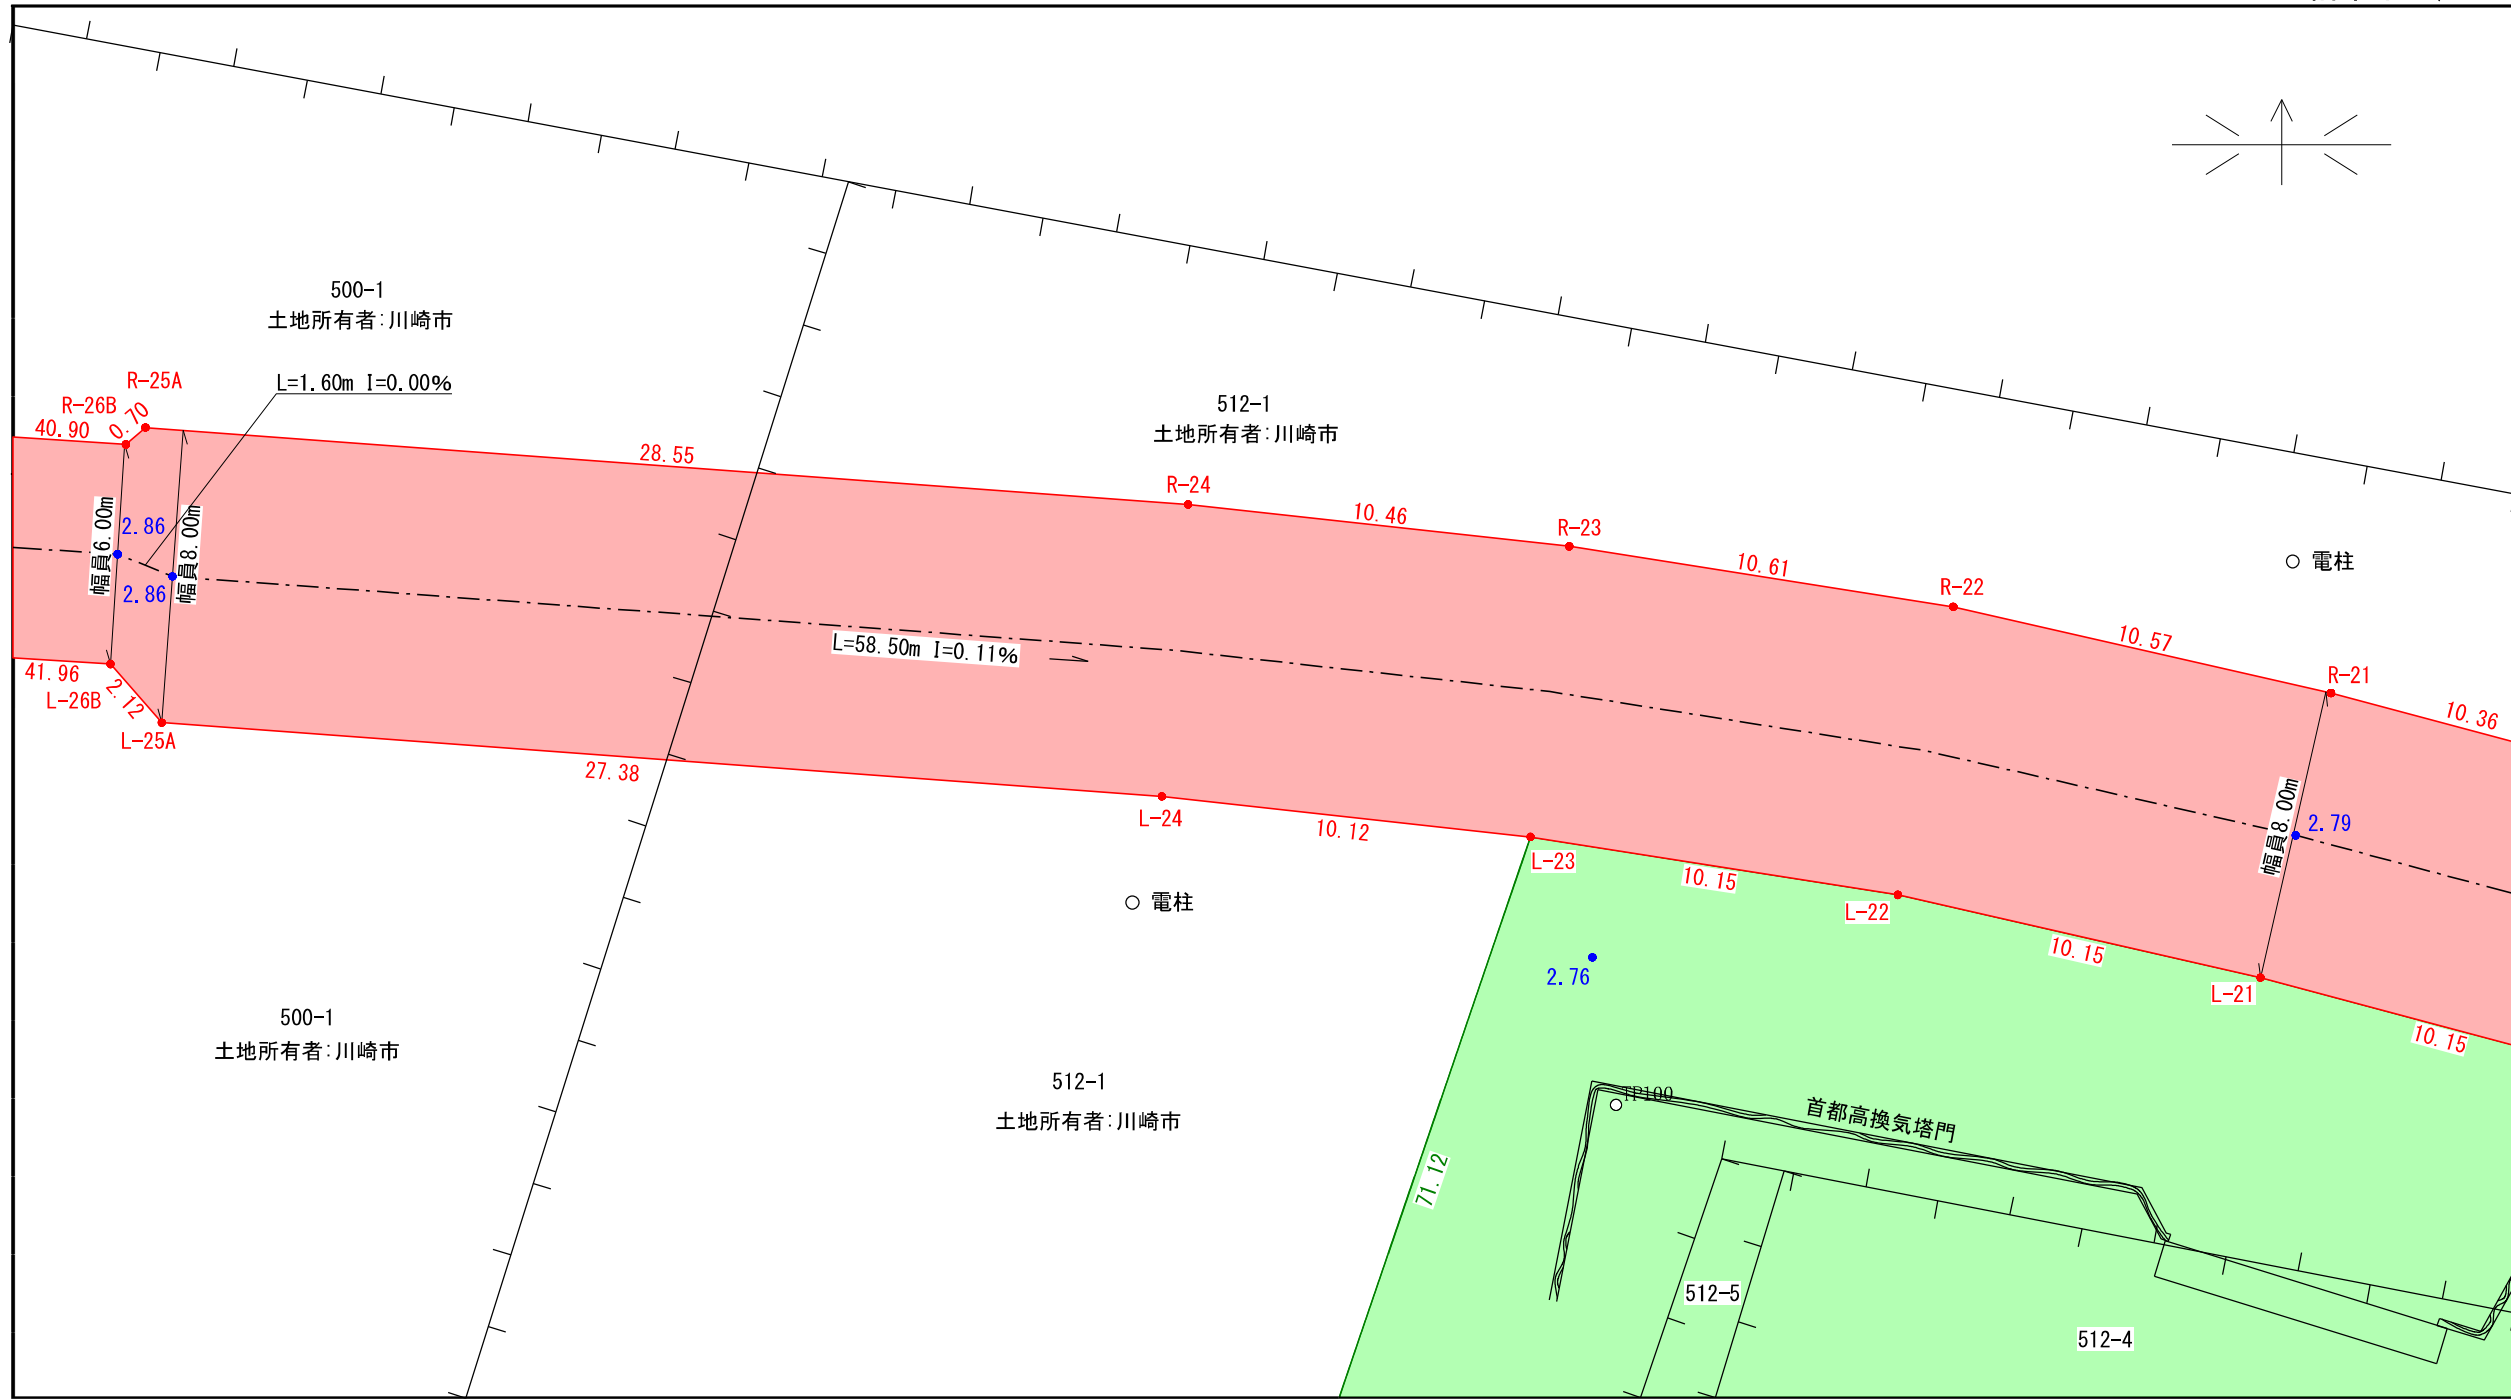 500-1
土地所有者:川崎市
L=1.60m I=0.00%
R-25A
R-26B
0.70
40.90
512-1
土地所有者:川崎市
28.55
R-24
10.46
R-23
10.61
R-22
10.57
R-21
10.36
電柱
幅員6.00m
2.86
2.86
幅員8.00m
L=58.50m I=0.11%
41.96
L-26B
2.12
L-25A
27.38
L-24
10.12
L-23
10.15
L-22
10.15
L-21
10.15
幅員8.00m
2.79
電柱
2.76
500-1
土地所有者:川崎市
512-1
土地所有者:川崎市
71.12
TP100
首都高換気塔門
512-5
512-4